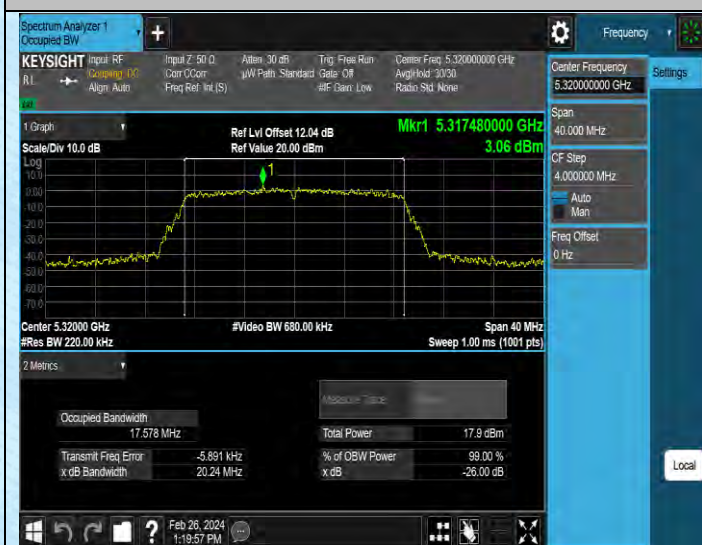 Spectrum Analyzer 1
Occupied BW
+
Frequency
KEYSIGHT Input: RF Input Z: 50 Ω Atten: 30 dB Trig: Free Run Center Freq: 5.320000000 GHz
RL Coupling: DC Corr CCorr µW Path: Standard Gate: Off Avg|Hold: 30/30
Align: Auto Freq Ref: Int (S) #IF Gain: Low Radio Std: None
Center Frequency
5.320000000 GHz
Settings
Span
40.000 MHz
CF Step
4.000000 MHz
Auto
Man
Freq Offset
0 Hz
1 Graph
Ref Lvl Offset 12.04 dB Mkr1 5.317480000 GHz
Scale/Div 10.0 dB Ref Value 20.00 dBm 3.06 dBm
Log
10.0
0.00
-10.0
-20.0
-30.0
-40.0
-50.0
-60.0
-70.0
1
Center 5.32000 GHz #Video BW 680.00 kHz Span 40 MHz
#Res BW 220.00 kHz Sweep 1.00 ms (1001 pts)
2 Metrics
Measure Trace
Occupied Bandwidth
17.578 MHz Total Power 17.9 dBm
Transmit Freq Error -5.891 kHz % of OBW Power 99.00 %
x dB Bandwidth 20.24 MHz x dB -26.00 dB
Local
? Feb 26, 2024
1:19:57 PM